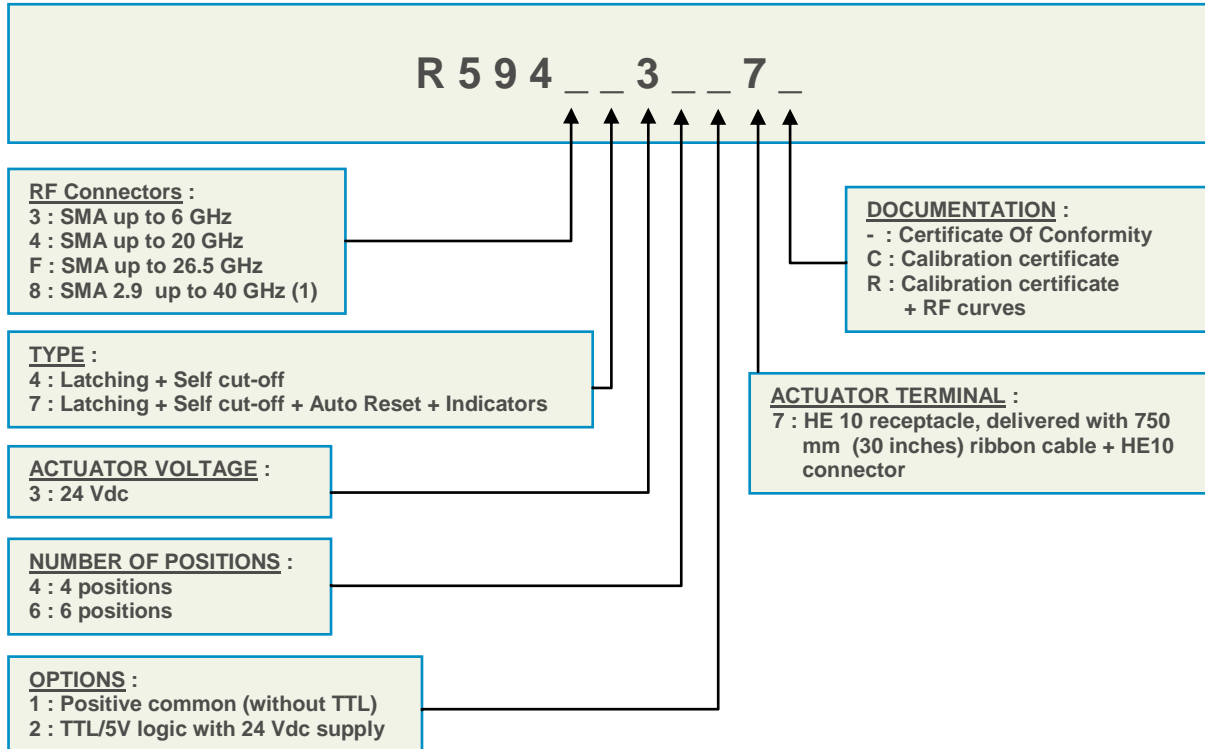 R 5 9 4 _ _ 3 _ _ 7 _
RF Connectors :
3 : SMA up to 6 GHz
4 : SMA up to 20 GHz
F : SMA up to 26.5 GHz
8 : SMA 2.9 up to 40 GHz (1)
TYPE :
4 : Latching + Self cut-off
7 : Latching + Self cut-off + Auto Reset + Indicators
ACTUATOR VOLTAGE :
3 : 24 Vdc
NUMBER OF POSITIONS :
4 : 4 positions
6 : 6 positions
OPTIONS :
1 : Positive common (without TTL)
2 : TTL/5V logic with 24 Vdc supply
DOCUMENTATION :
- : Certificate Of Conformity
C : Calibration certificate
R : Calibration certificate
+ RF curves
ACTUATOR TERMINAL :
7 : HE 10 receptacle, delivered with 750
mm (30 inches) ribbon cable + HE10
connector